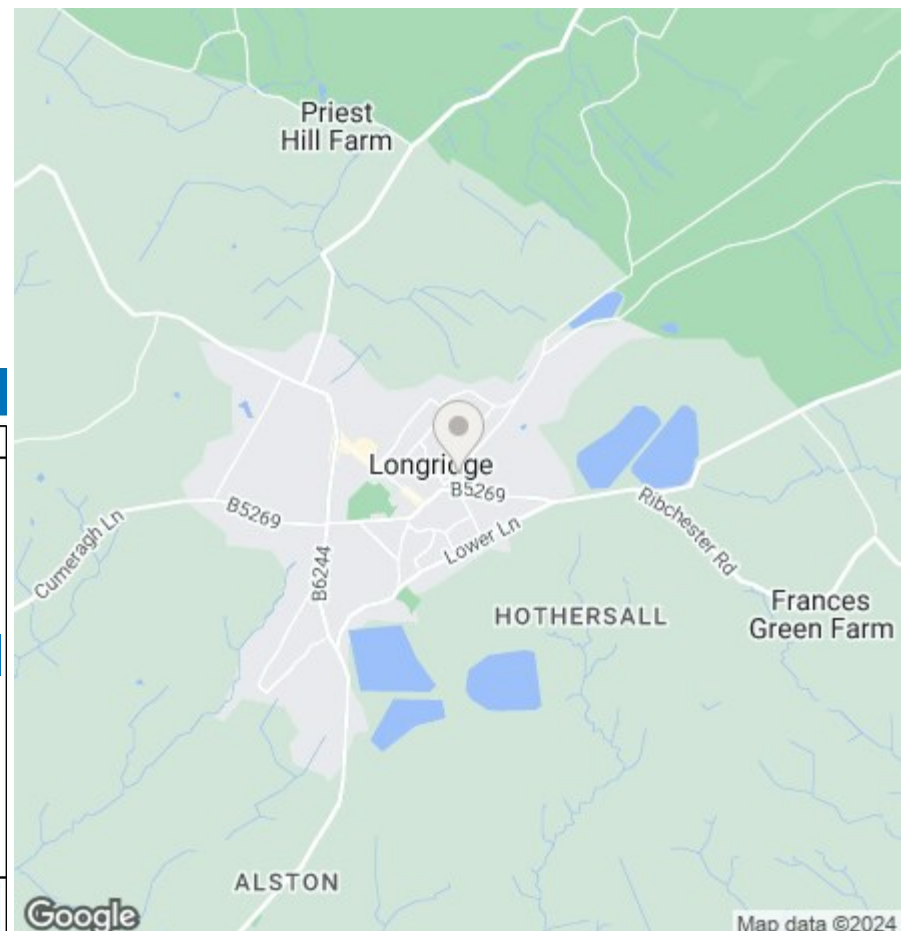 Priest
Hill Farm
Longridge
B5269
B5269
Cumeragh Ln
Lower Ln
Ribchester Rd
B6244
HOTHERSALL
Frances
Green Farm
ALSTON
Google
Map data ©2024